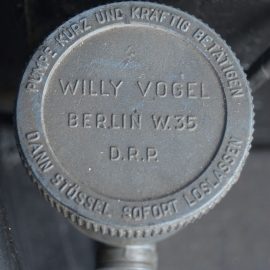 PUMPE KURZ UND KRÄFTIG BETÄTIGEN
WILLY VOGEL
BERLIN W.35
D.R.P.
DANN STÖSSEL SOFORT LOSLASSEN